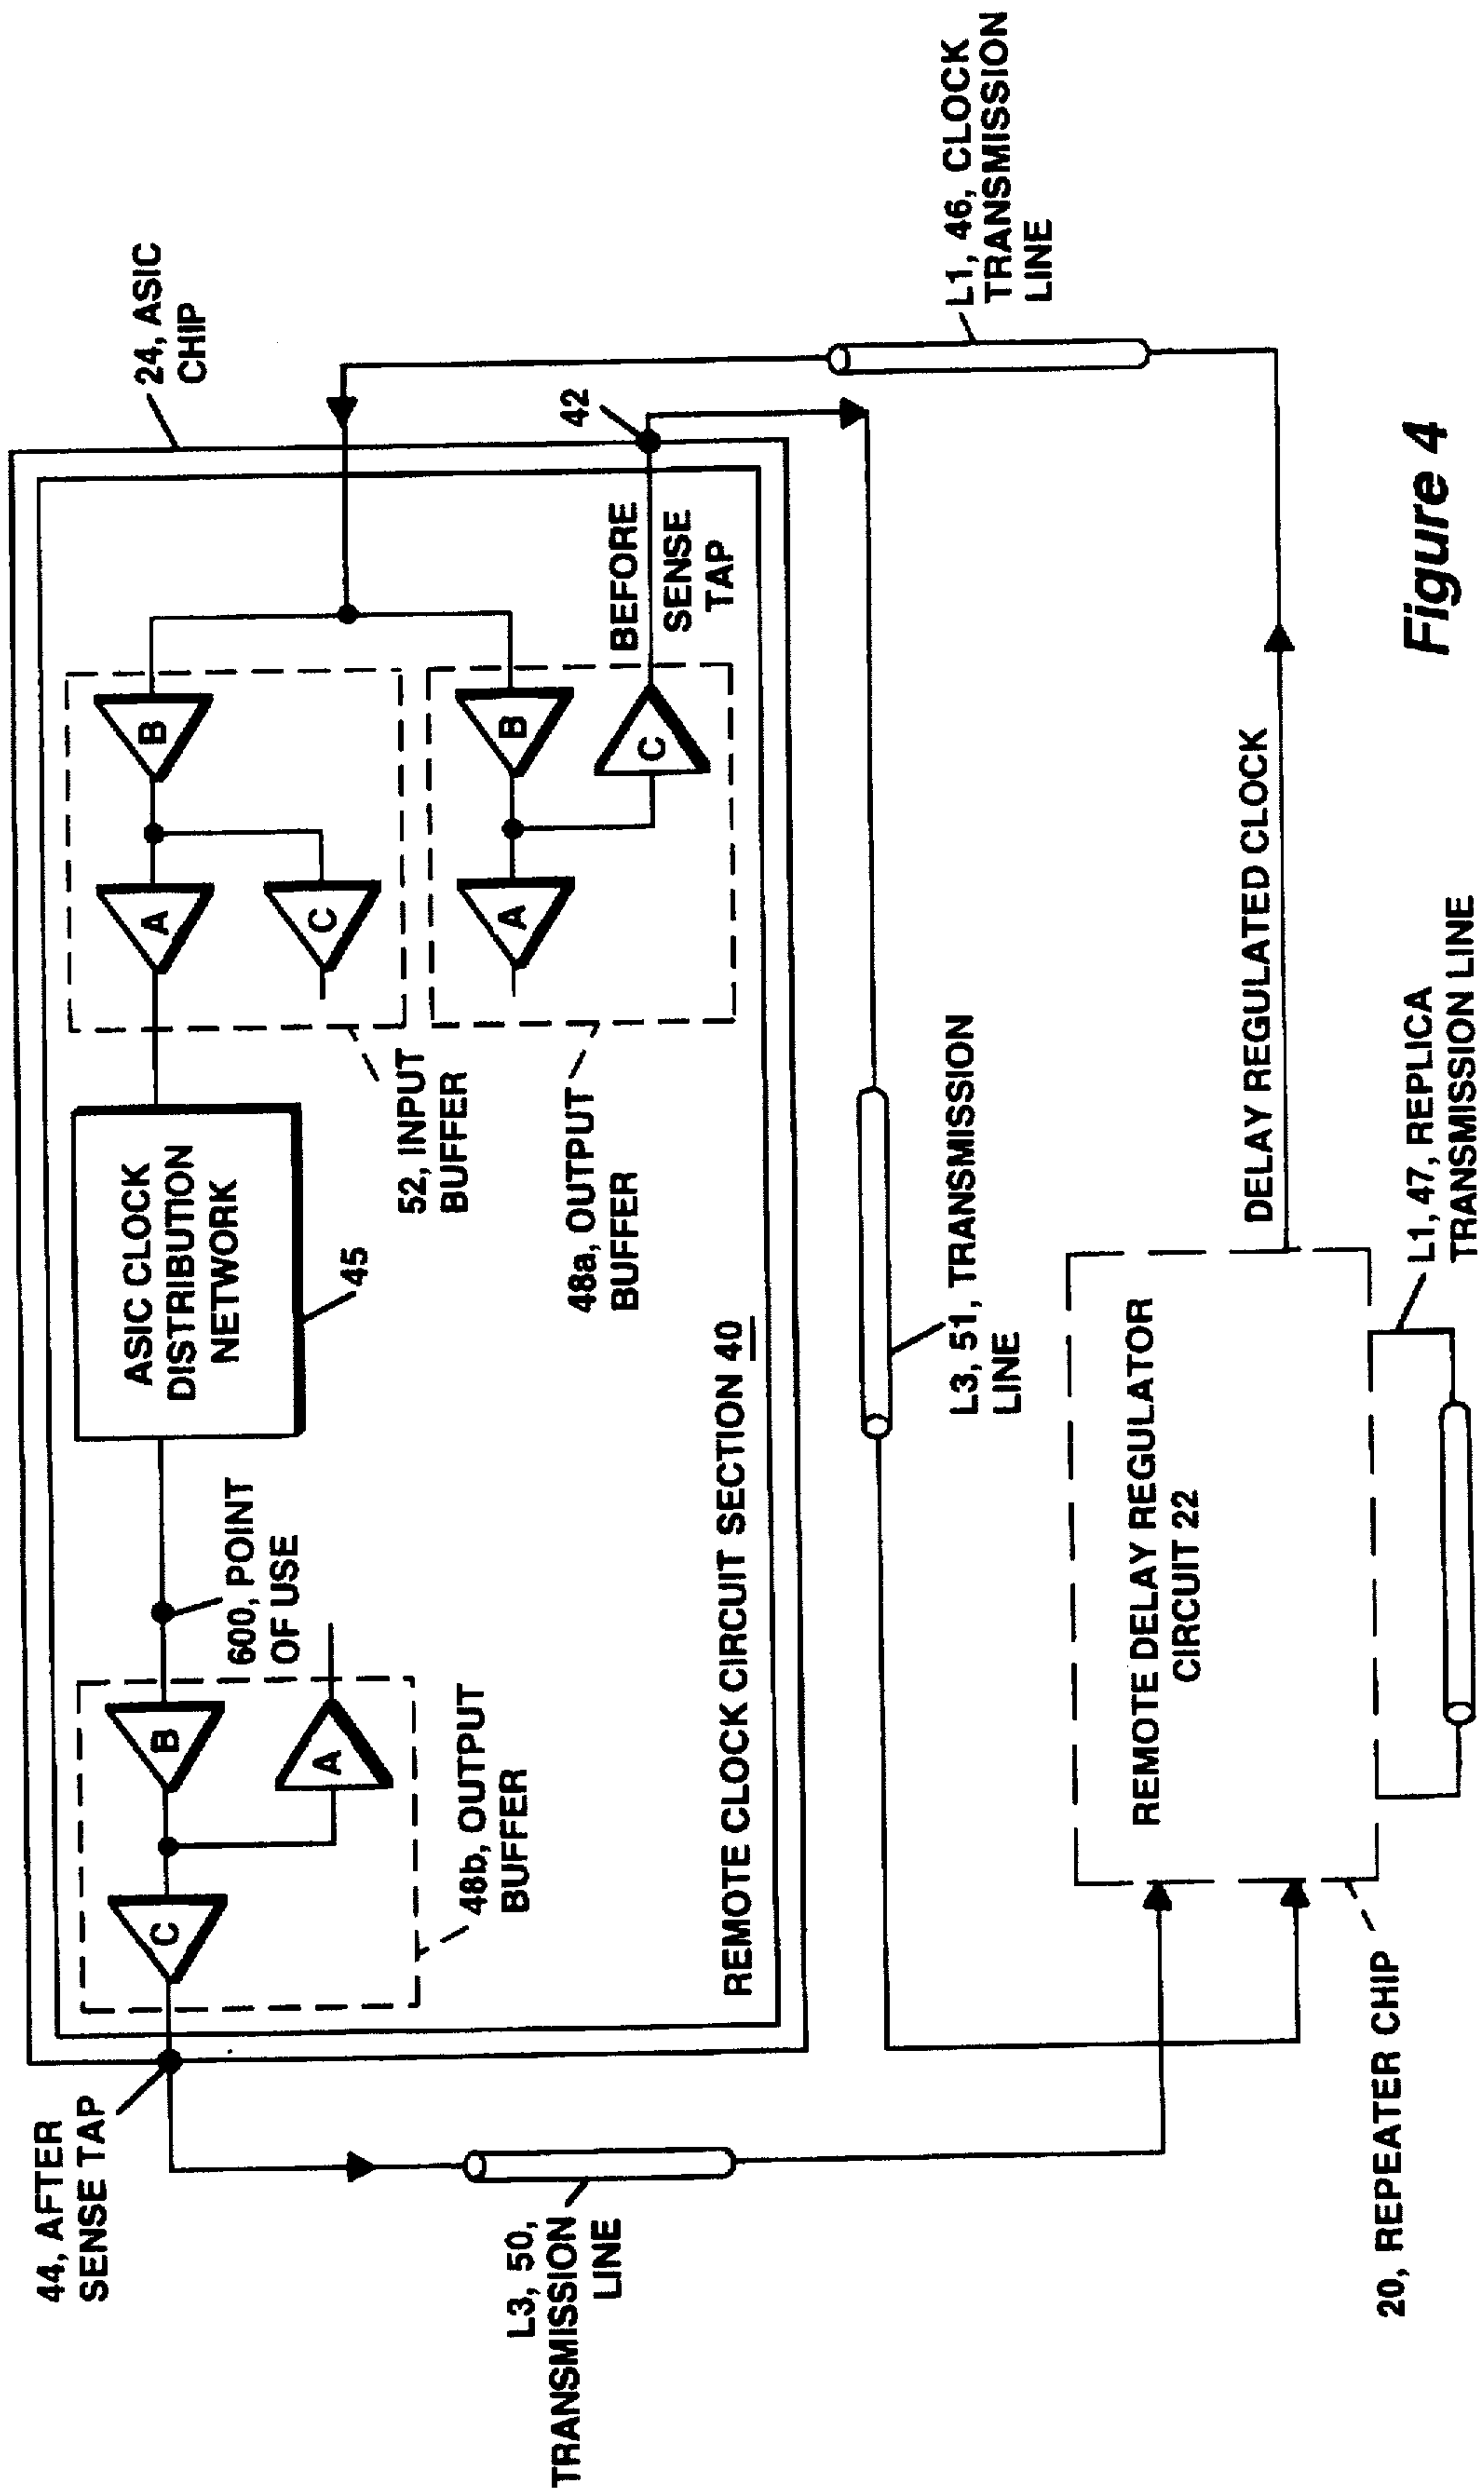 44, AFTER
SENSE TAP
C
B
A
48b, OUTPUT
BUFFER
600, POINT
OF USE
ASIC CLOCK
DISTRIBUTION
NETWORK
45
A
B
C
52, INPUT
BUFFER
A
B
C
48a, OUTPUT
BUFFER
BEFORE
SENSE
TAP
42
24, ASIC
CHIP
REMOTE CLOCK CIRCUIT SECTION 40
L3, 50,
TRANSMISSION
LINE
L3, 51, TRANSMISSION
LINE
L1, 46, CLOCK
TRANSMISSION
LINE
REMOTE DELAY REGULATOR
CIRCUIT 22
DELAY REGULATED CLOCK
20, REPEATER CHIP
L1, 47, REPLICA
TRANSMISSION LINE
Figure 4